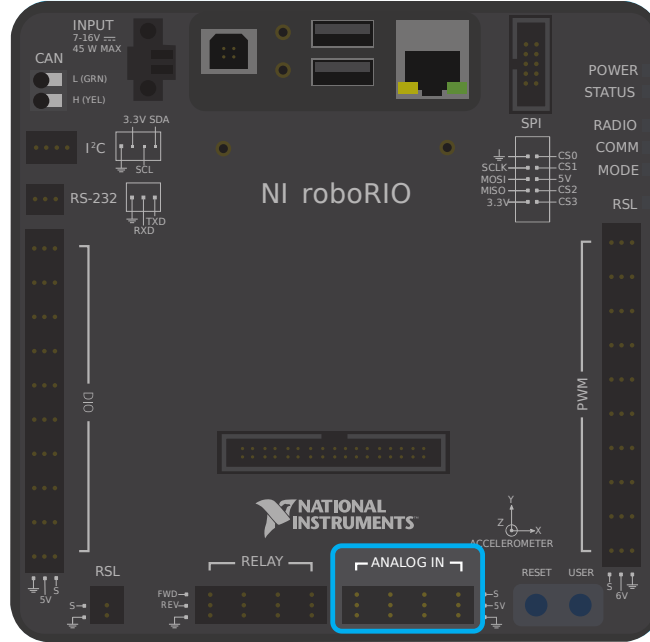 INPUT
7-16V
45 W MAX
CAN
L (GRN)
H (YEL)
3.3V SDA
I²C
SCL
RS-232
TXD
RXD
NI roboRIO
SPI
CS0
SCLK
CS1
MOSI
5V
MISO
CS2
3.3V
CS3
POWER
STATUS
RADIO
COMM
MODE
RSL
DIO
PWM
NATIONAL
INSTRUMENTS™
Y
Z
X
ACCELEROMETER
S
5V
RSL
S
RELAY
FWD
REV
ANALOG IN
S
5V
RESET
USER
S
6V